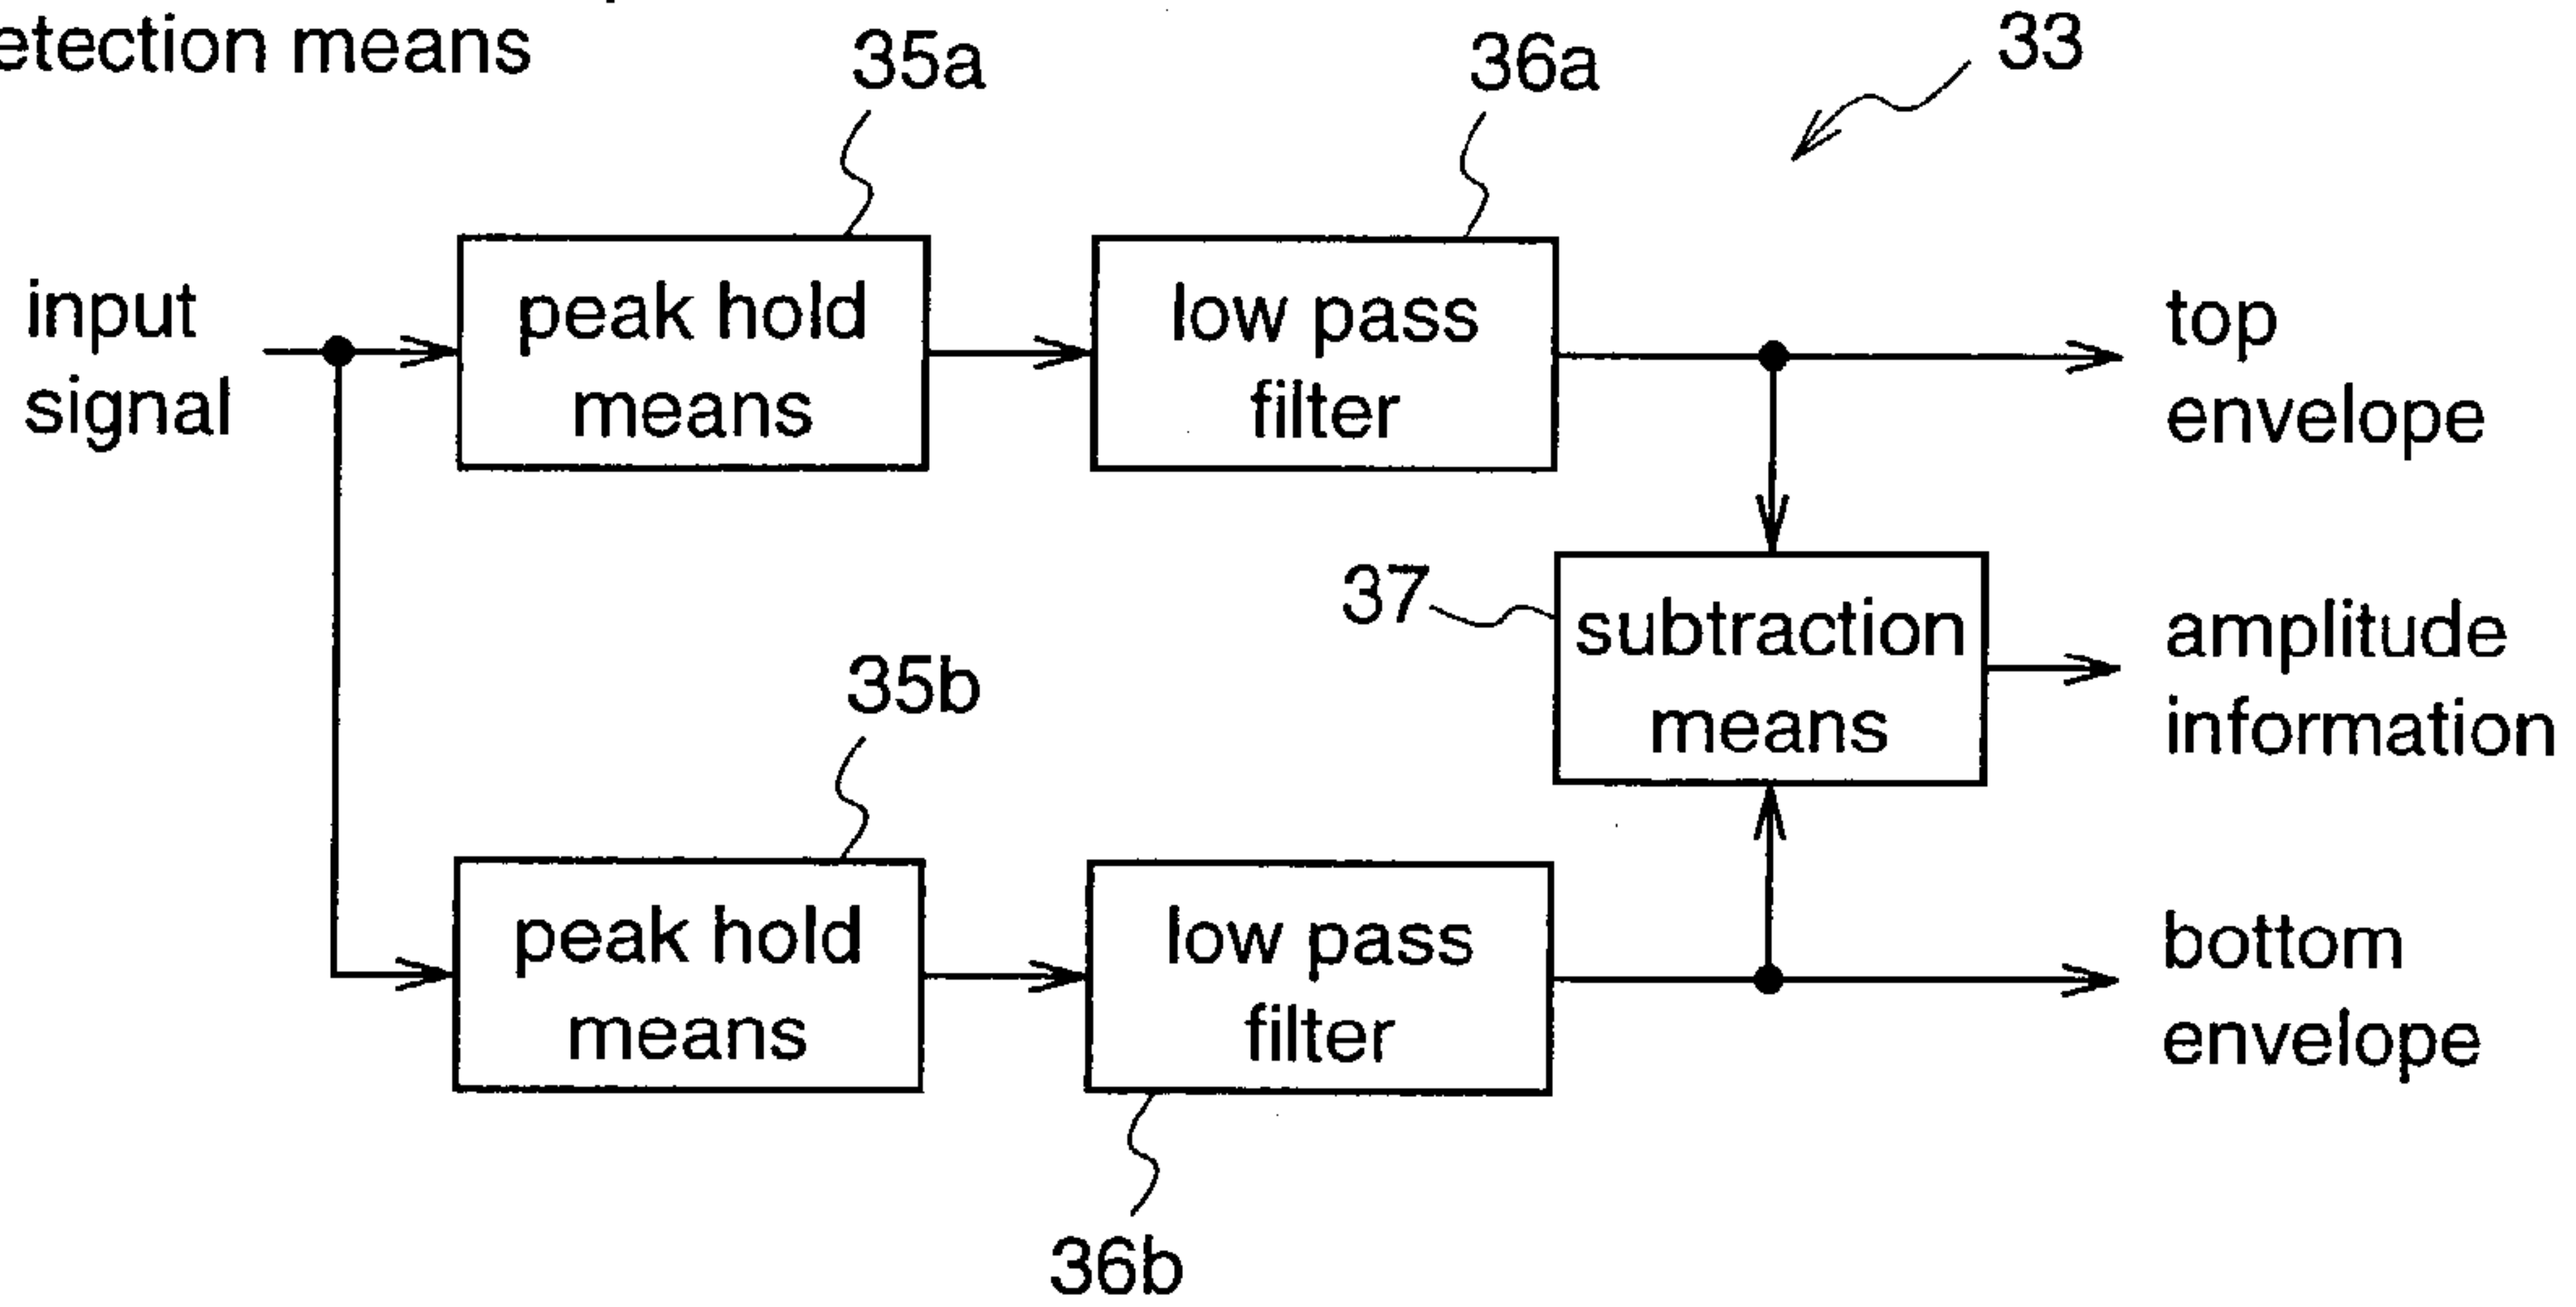 etection means
35a
36a
33
input
signal
peak hold
means
low pass
filter
top
envelope
37
subtraction
means
amplitude
information
35b
peak hold
means
low pass
filter
bottom
envelope
36b